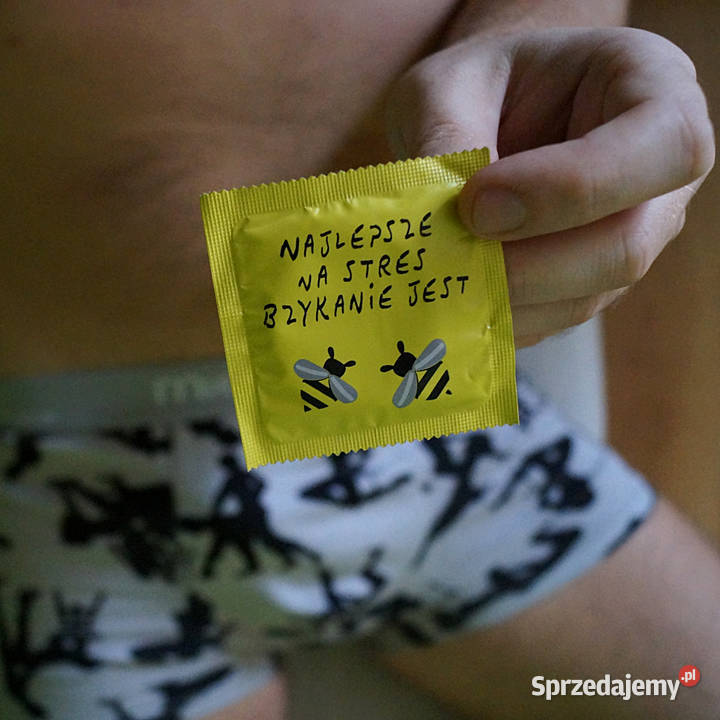 NAJLEPSZE
NA STRES
BZYKANiE JEST
Sprzedajemy.pl